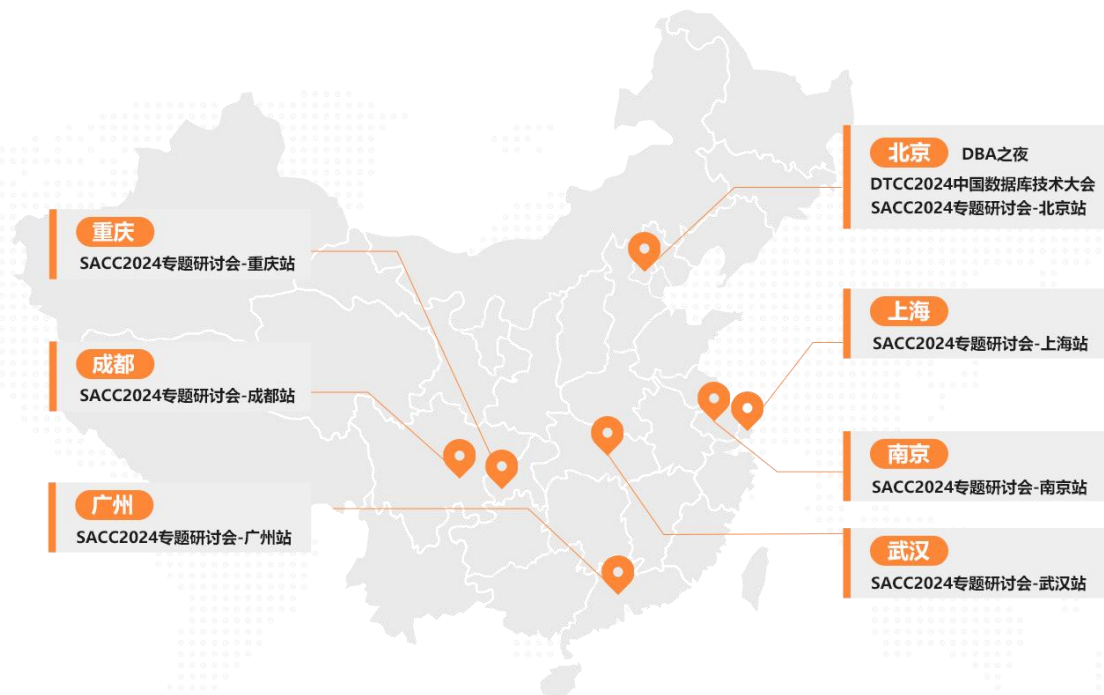 重庆
SACC2024专题研讨会-重庆站
成都
SACC2024专题研讨会-成都站
广州
SACC2024专题研讨会-广州站
北京 DBA之夜
DTCC2024中国数据库技术大会
SACC2024专题研讨会-北京站
上海
SACC2024专题研讨会-上海站
南京
SACC2024专题研讨会-南京站
武汉
SACC2024专题研讨会-武汉站